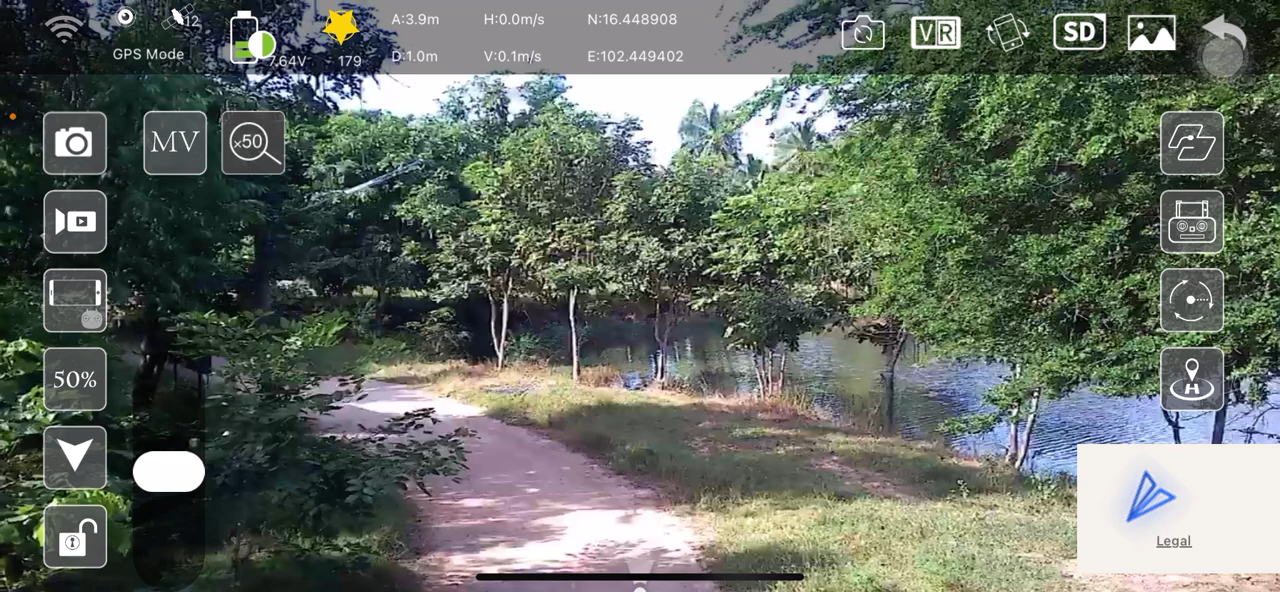 12
GPS Mode
7.64V
179
A:3.9m
H:0.0m/s
N:16.448908
D:1.0m
V:0.1m/s
E:102.449402
VR
SD
MV
×50
50%
Legal